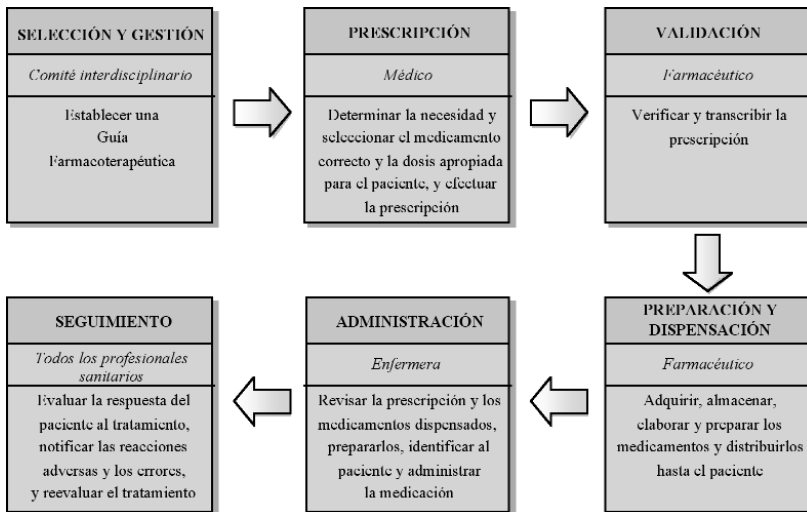 SELECCIÓN Y GESTIÓN
Comité interdisciplinario
Establecer una
Guía
Farmacoterapéutica
PRESCRIPCIÓN
Médico
Determinar la necesidad y
seleccionar el medicamento
correcto y la dosis apropiada
para el paciente, y efectuar
la prescripción
VALIDACIÓN
Farmacéutico
Verificar y transcribir la
prescripción
PREPARACIÓN Y
DISPENSACIÓN
Farmacéutico
Adquirir, almacenar,
elaborar y preparar los
medicamentos y distribuirlos
hasta el paciente
ADMINISTRACIÓN
Enfermera
Revisar la prescripción y los
medicamentos dispensados,
prepararlos, identificar al
paciente y administrar
la medicación
SEGUIMIENTO
Todos los profesionales
sanitarios
Evaluar la respuesta del
paciente al tratamiento,
notificar las reacciones
adversas y los errores,
y reevaluar el tratamiento